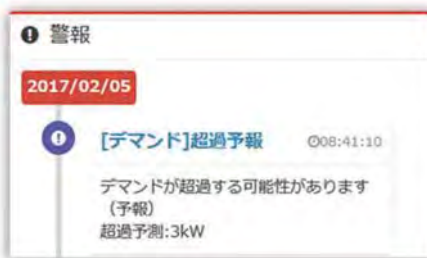 警報
2017/02/05
[デマンド]超過予報 08:41:10
デマンドが超過する可能性があります
（予報）
超過予測:3kW